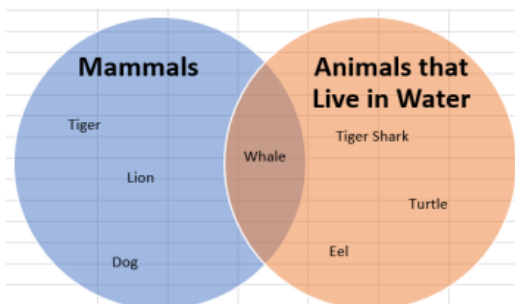 Mammals
Animals that
Live in Water
Tiger
Tiger Shark
Whale
Lion
Turtle
Eel
Dog